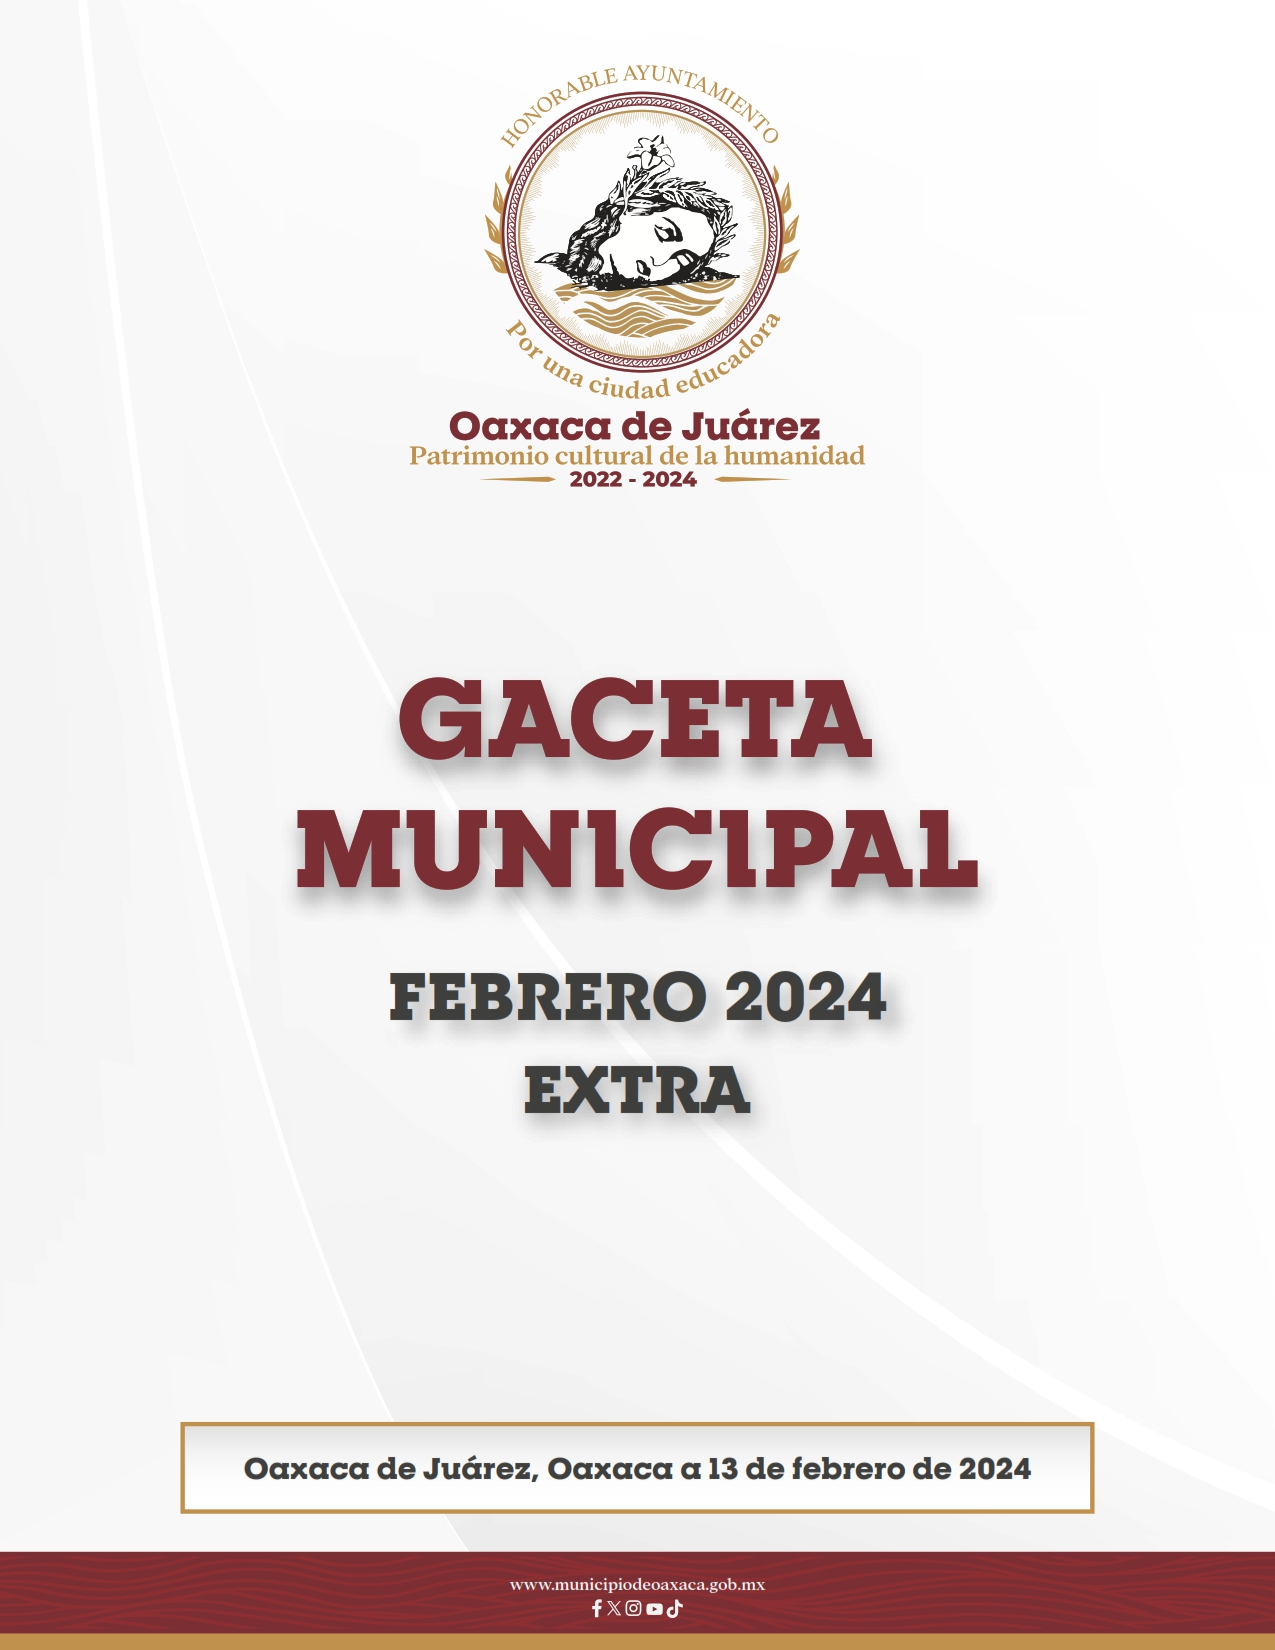 HONORABLE AYUNTAMIENTO
Por una ciudad educadora
Oaxaca de Juárez
Patrimonio cultural de la humanidad
2022 - 2024
GACETA
MUNICIPAL
FEBRERO 2024
EXTRA
Oaxaca de Juárez, Oaxaca a 13 de febrero de 2024
www.municipiodeoaxaca.gob.mx